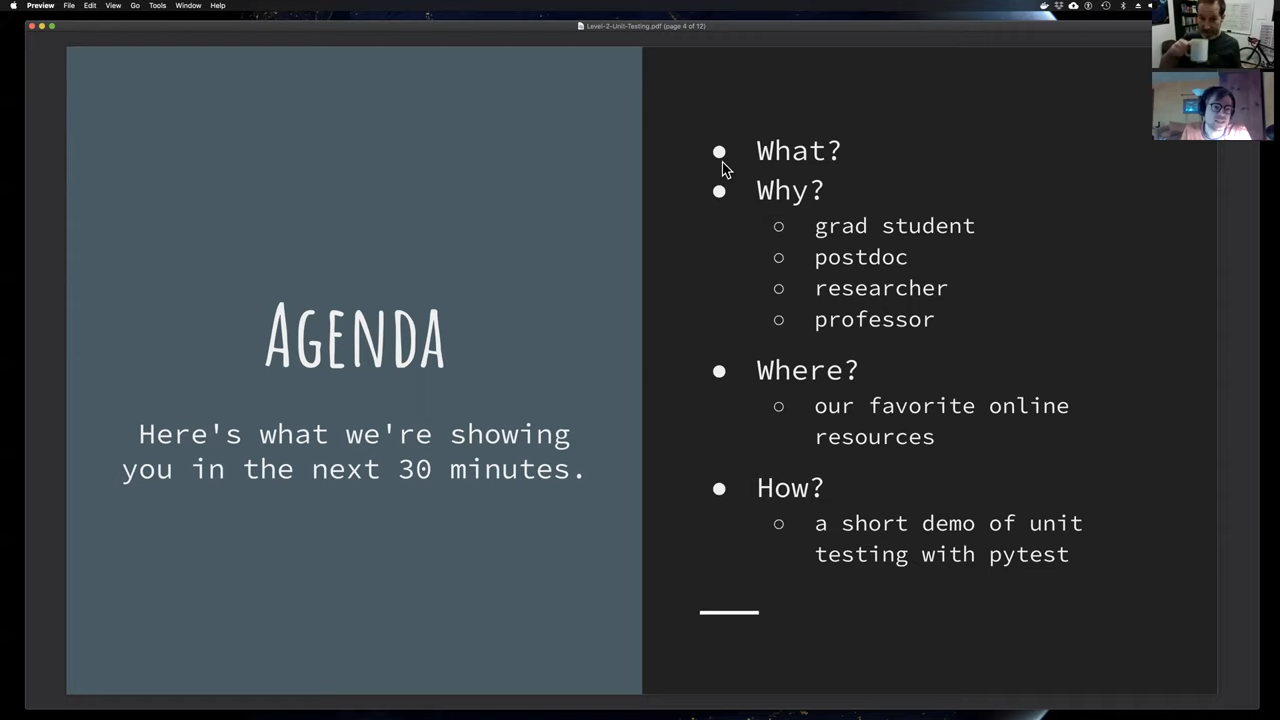 Preview File Edit View Go Tools Window Help
Level-2-Unit-Testing.pdf (page 4 of 12)
Agenda
Here's what we're showing
you in the next 30 minutes.
What?
Why?
grad student
postdoc
researcher
professor
Where?
our favorite online
resources
How?
a short demo of unit
testing with pytest